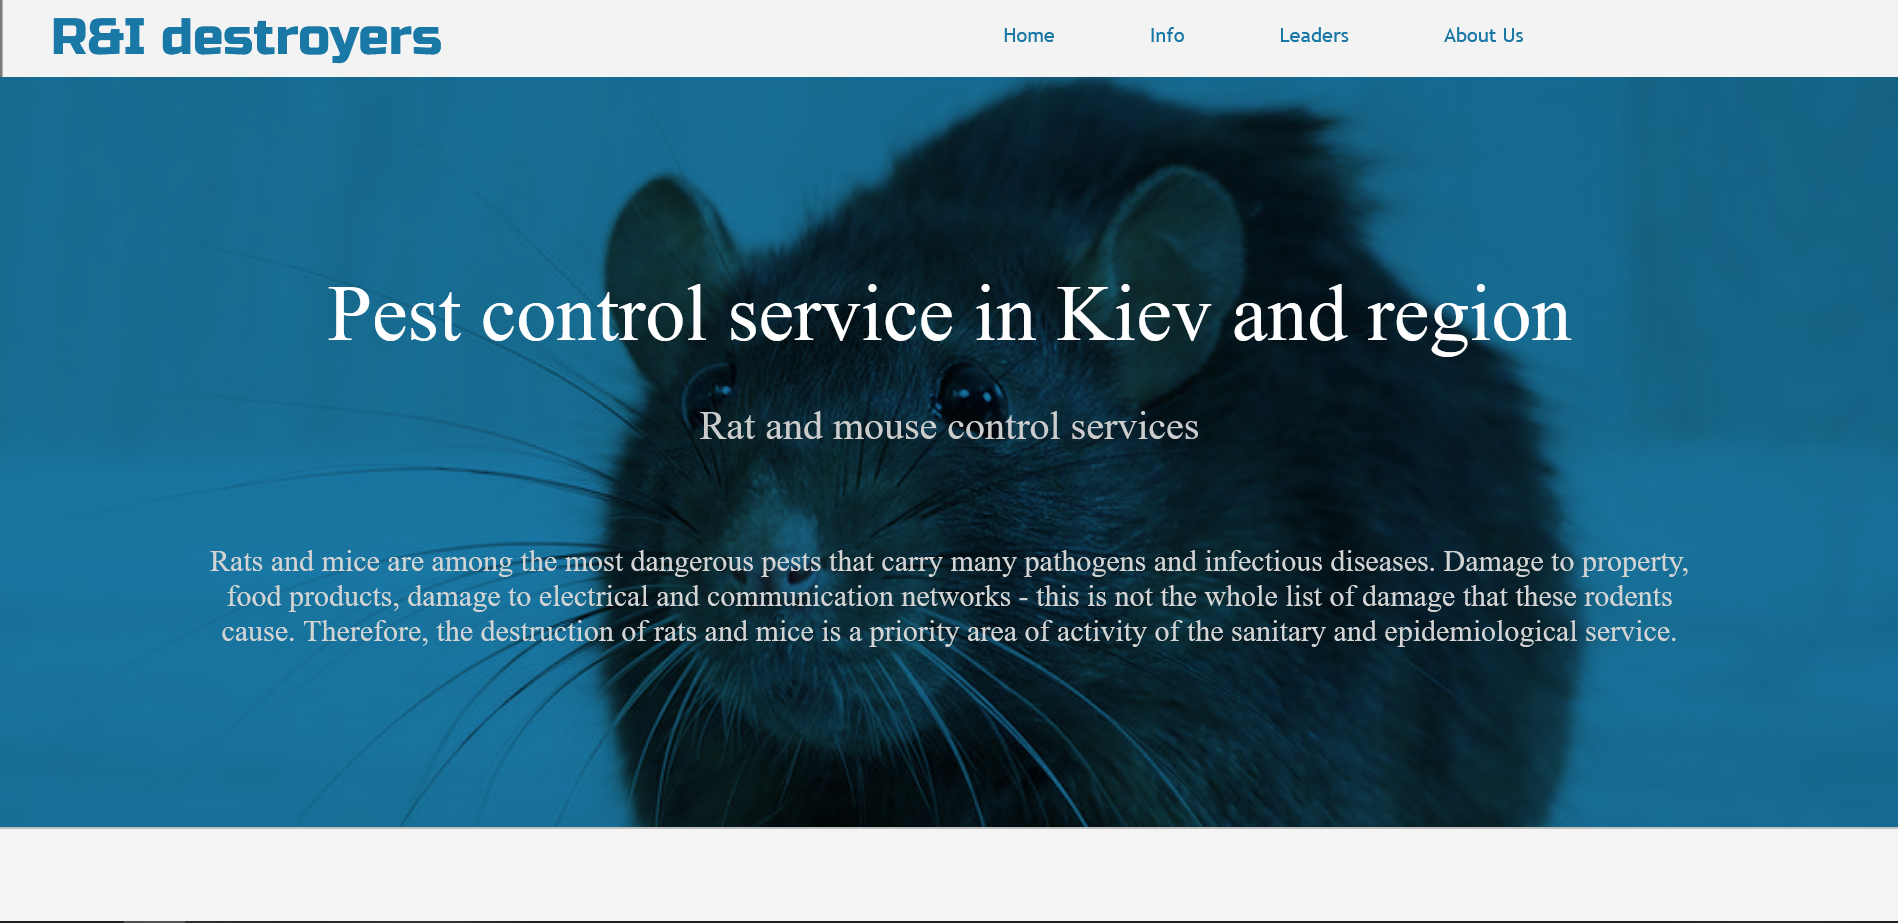 R&I destroyers
Home
Info
Leaders
About Us
Pest control service in Kiev and region
Rat and mouse control services
Rats and mice are among the most dangerous pests that carry many pathogens and infectious diseases. Damage to property,
food products, damage to electrical and communication networks - this is not the whole list of damage that these rodents
cause. Therefore, the destruction of rats and mice is a priority area of activity of the sanitary and epidemiological service.